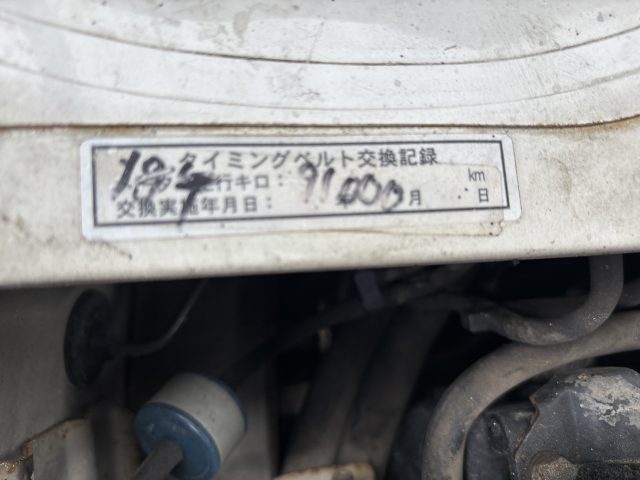 タイミングベルト交換記録
行キロ： 91000 km
交換実施年月日： 月 日